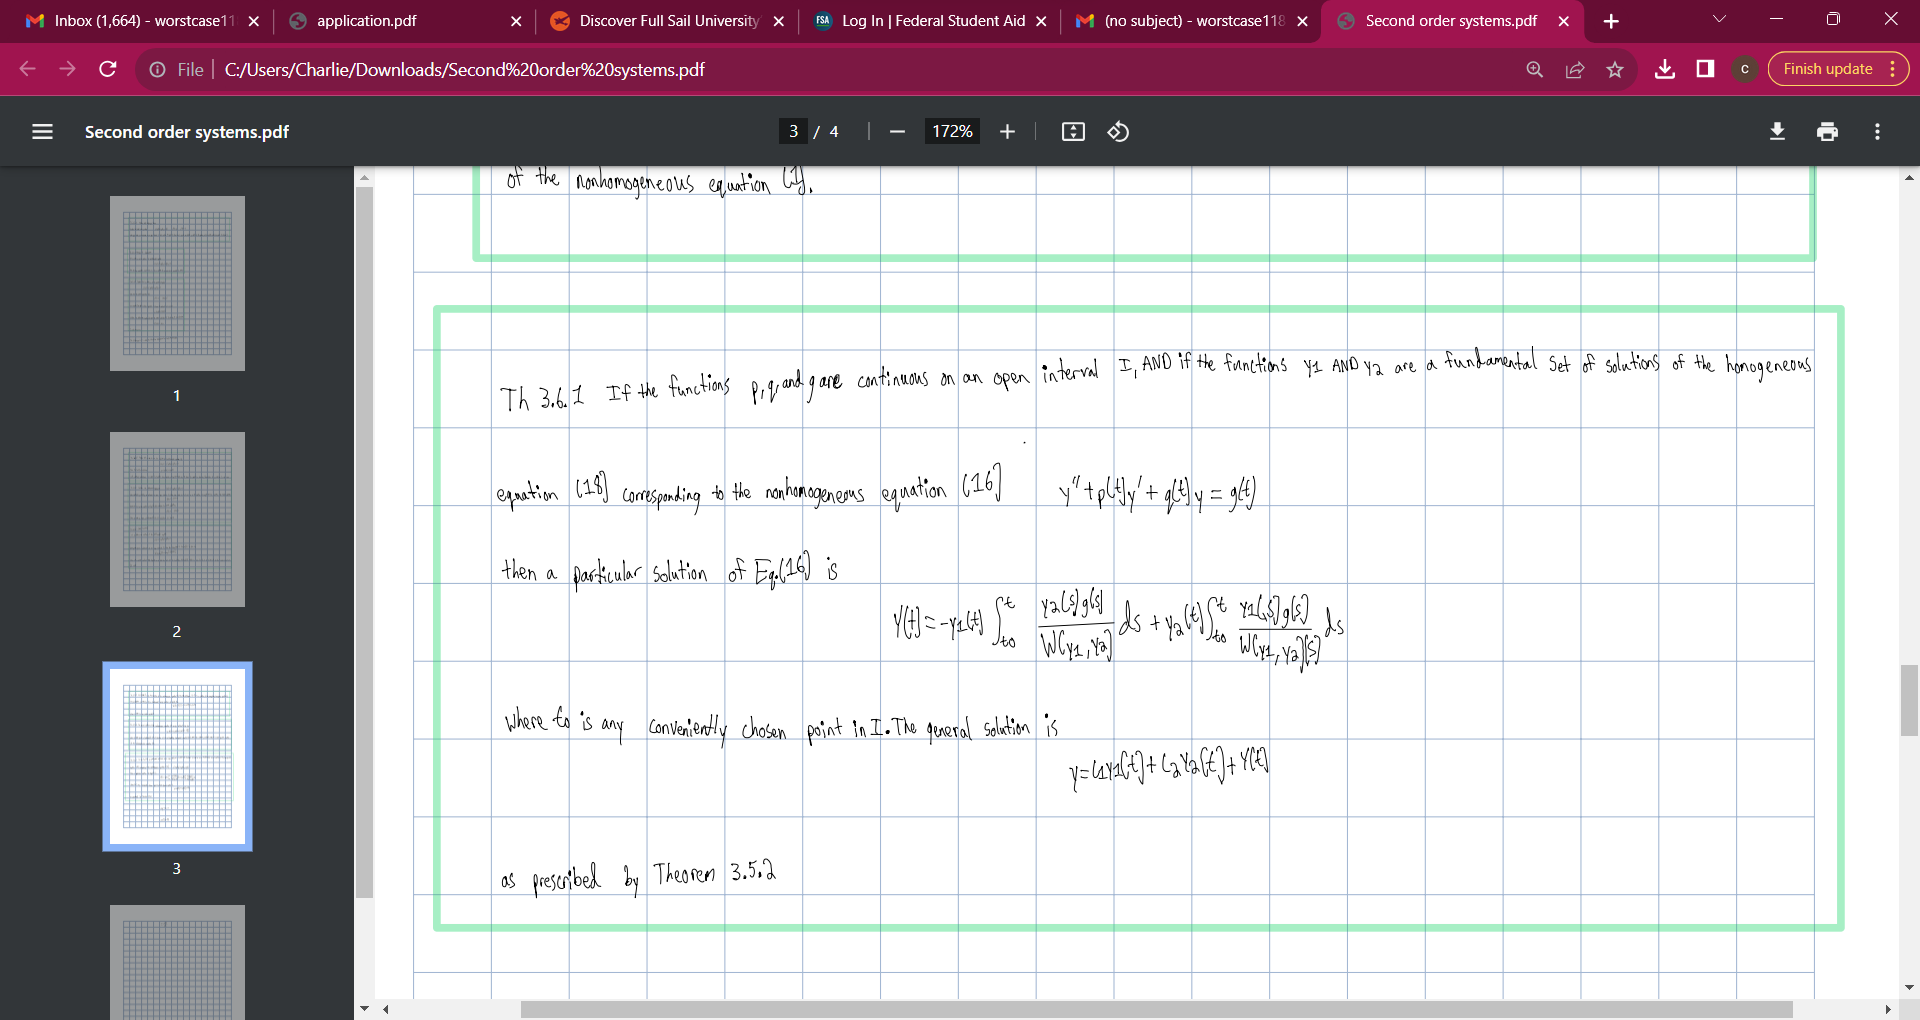 Inbox (1,664) - worstcase11
application.pdf
Discover Full Sail University
FSA Log In | Federal Student Aid
(no subject) - worstcase118
Second order systems.pdf
File | C:/Users/Charlie/Downloads/Second%20order%20systems.pdf
C
Finish update
Second order systems.pdf
3 / 4
172%
1
2
3
of the nonhomogeneous equation (1).
Th 3.6.1 If the functions p, q, and g are continuous on an open interval I, AND if the functions y1 AND y2 are a fundamental set of solutions of the homogeneous
equation (18) corresponding to the nonhomogeneous equation (16) y'' + p(t)y' + q(t)y = g(t)
then a particular solution of Eq.(16) is
Y(t) = -y1(t) ∫_to^t y2(s)g(s) / W(y1, y2) ds + y2(t) ∫_to^t y1(s)g(s) / W(y1, y2)(s) ds
Where to is any conveniently chosen point in I. The general solution is
y = c1y1(t) + c2y2(t) + Y(t)
as prescribed by Theorem 3.5.2